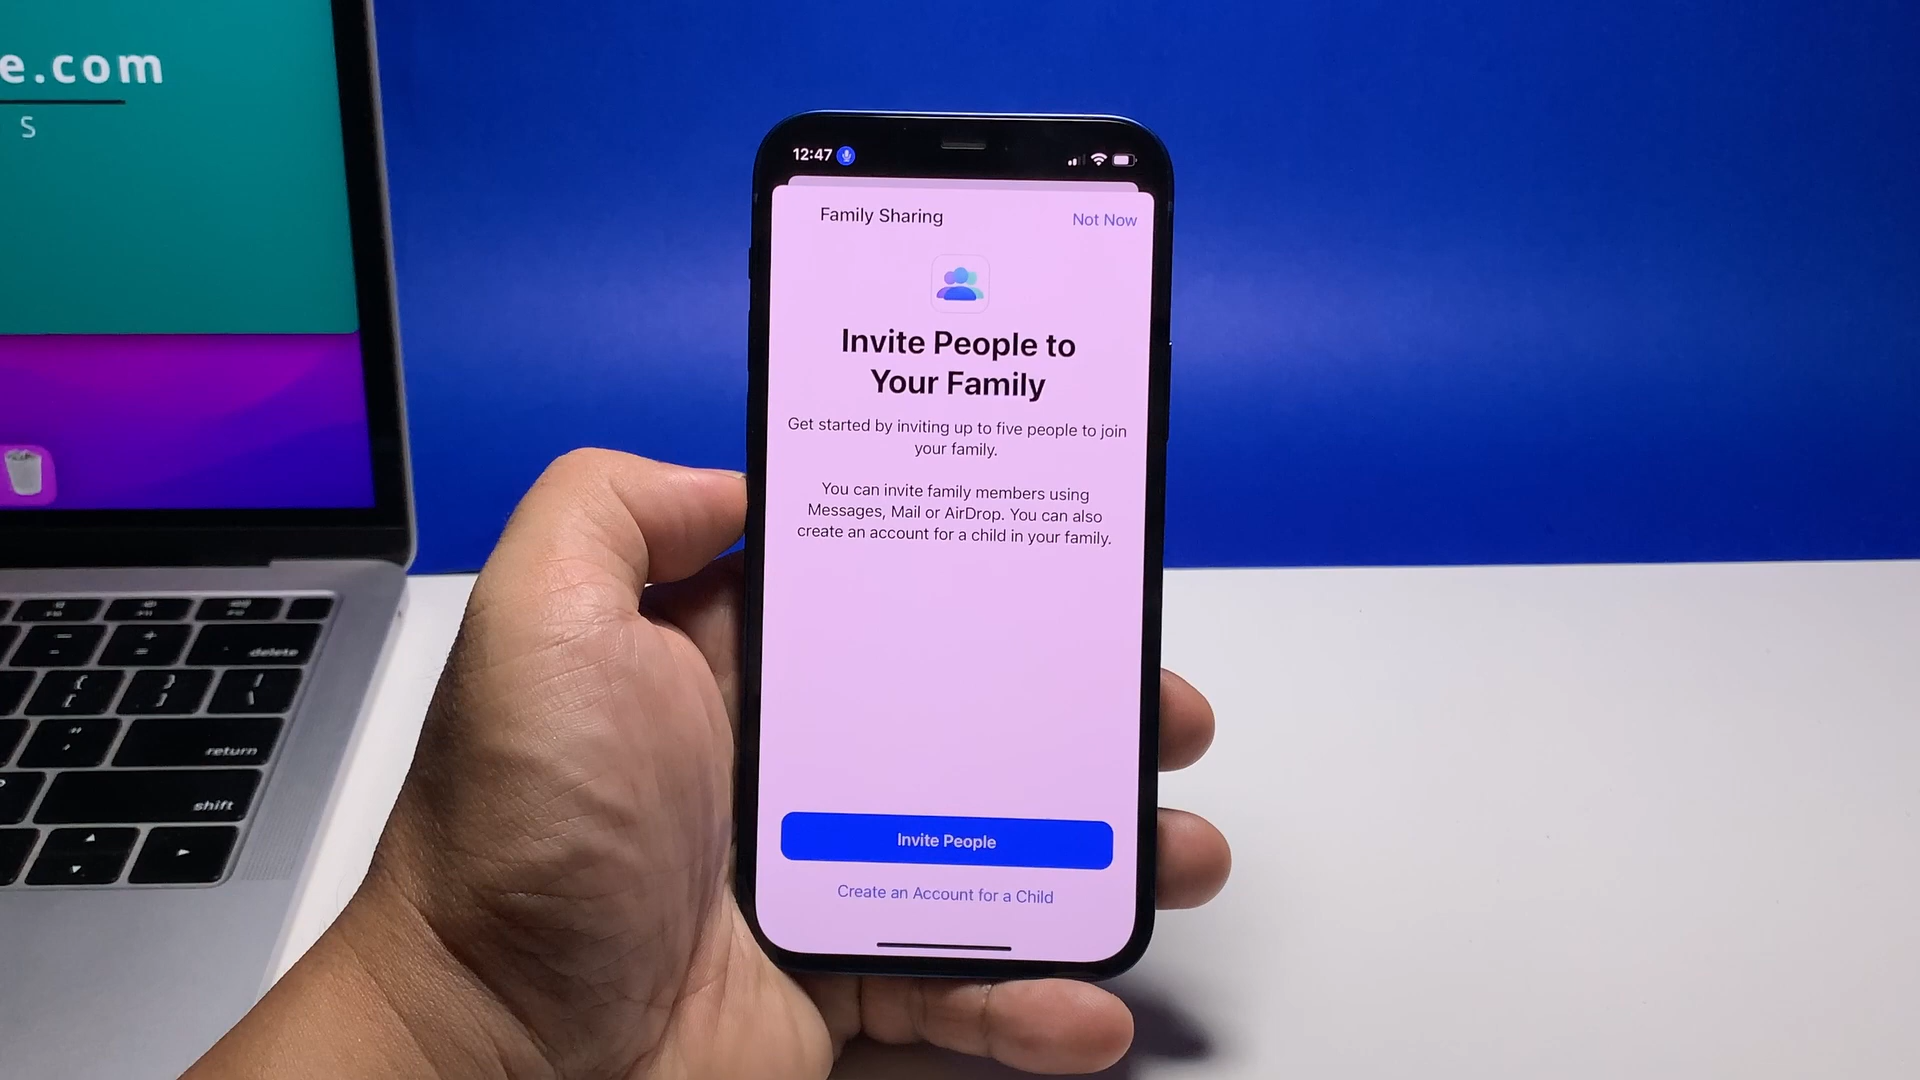 e.com
S
12:47
Family Sharing
Not Now
Invite People to
Your Family
Get started by inviting up to five people to join
your family.
You can invite family members using
Messages, Mail or AirDrop. You can also
create an account for a child in your family.
Invite People
Create an Account for a Child
delete
return
shift